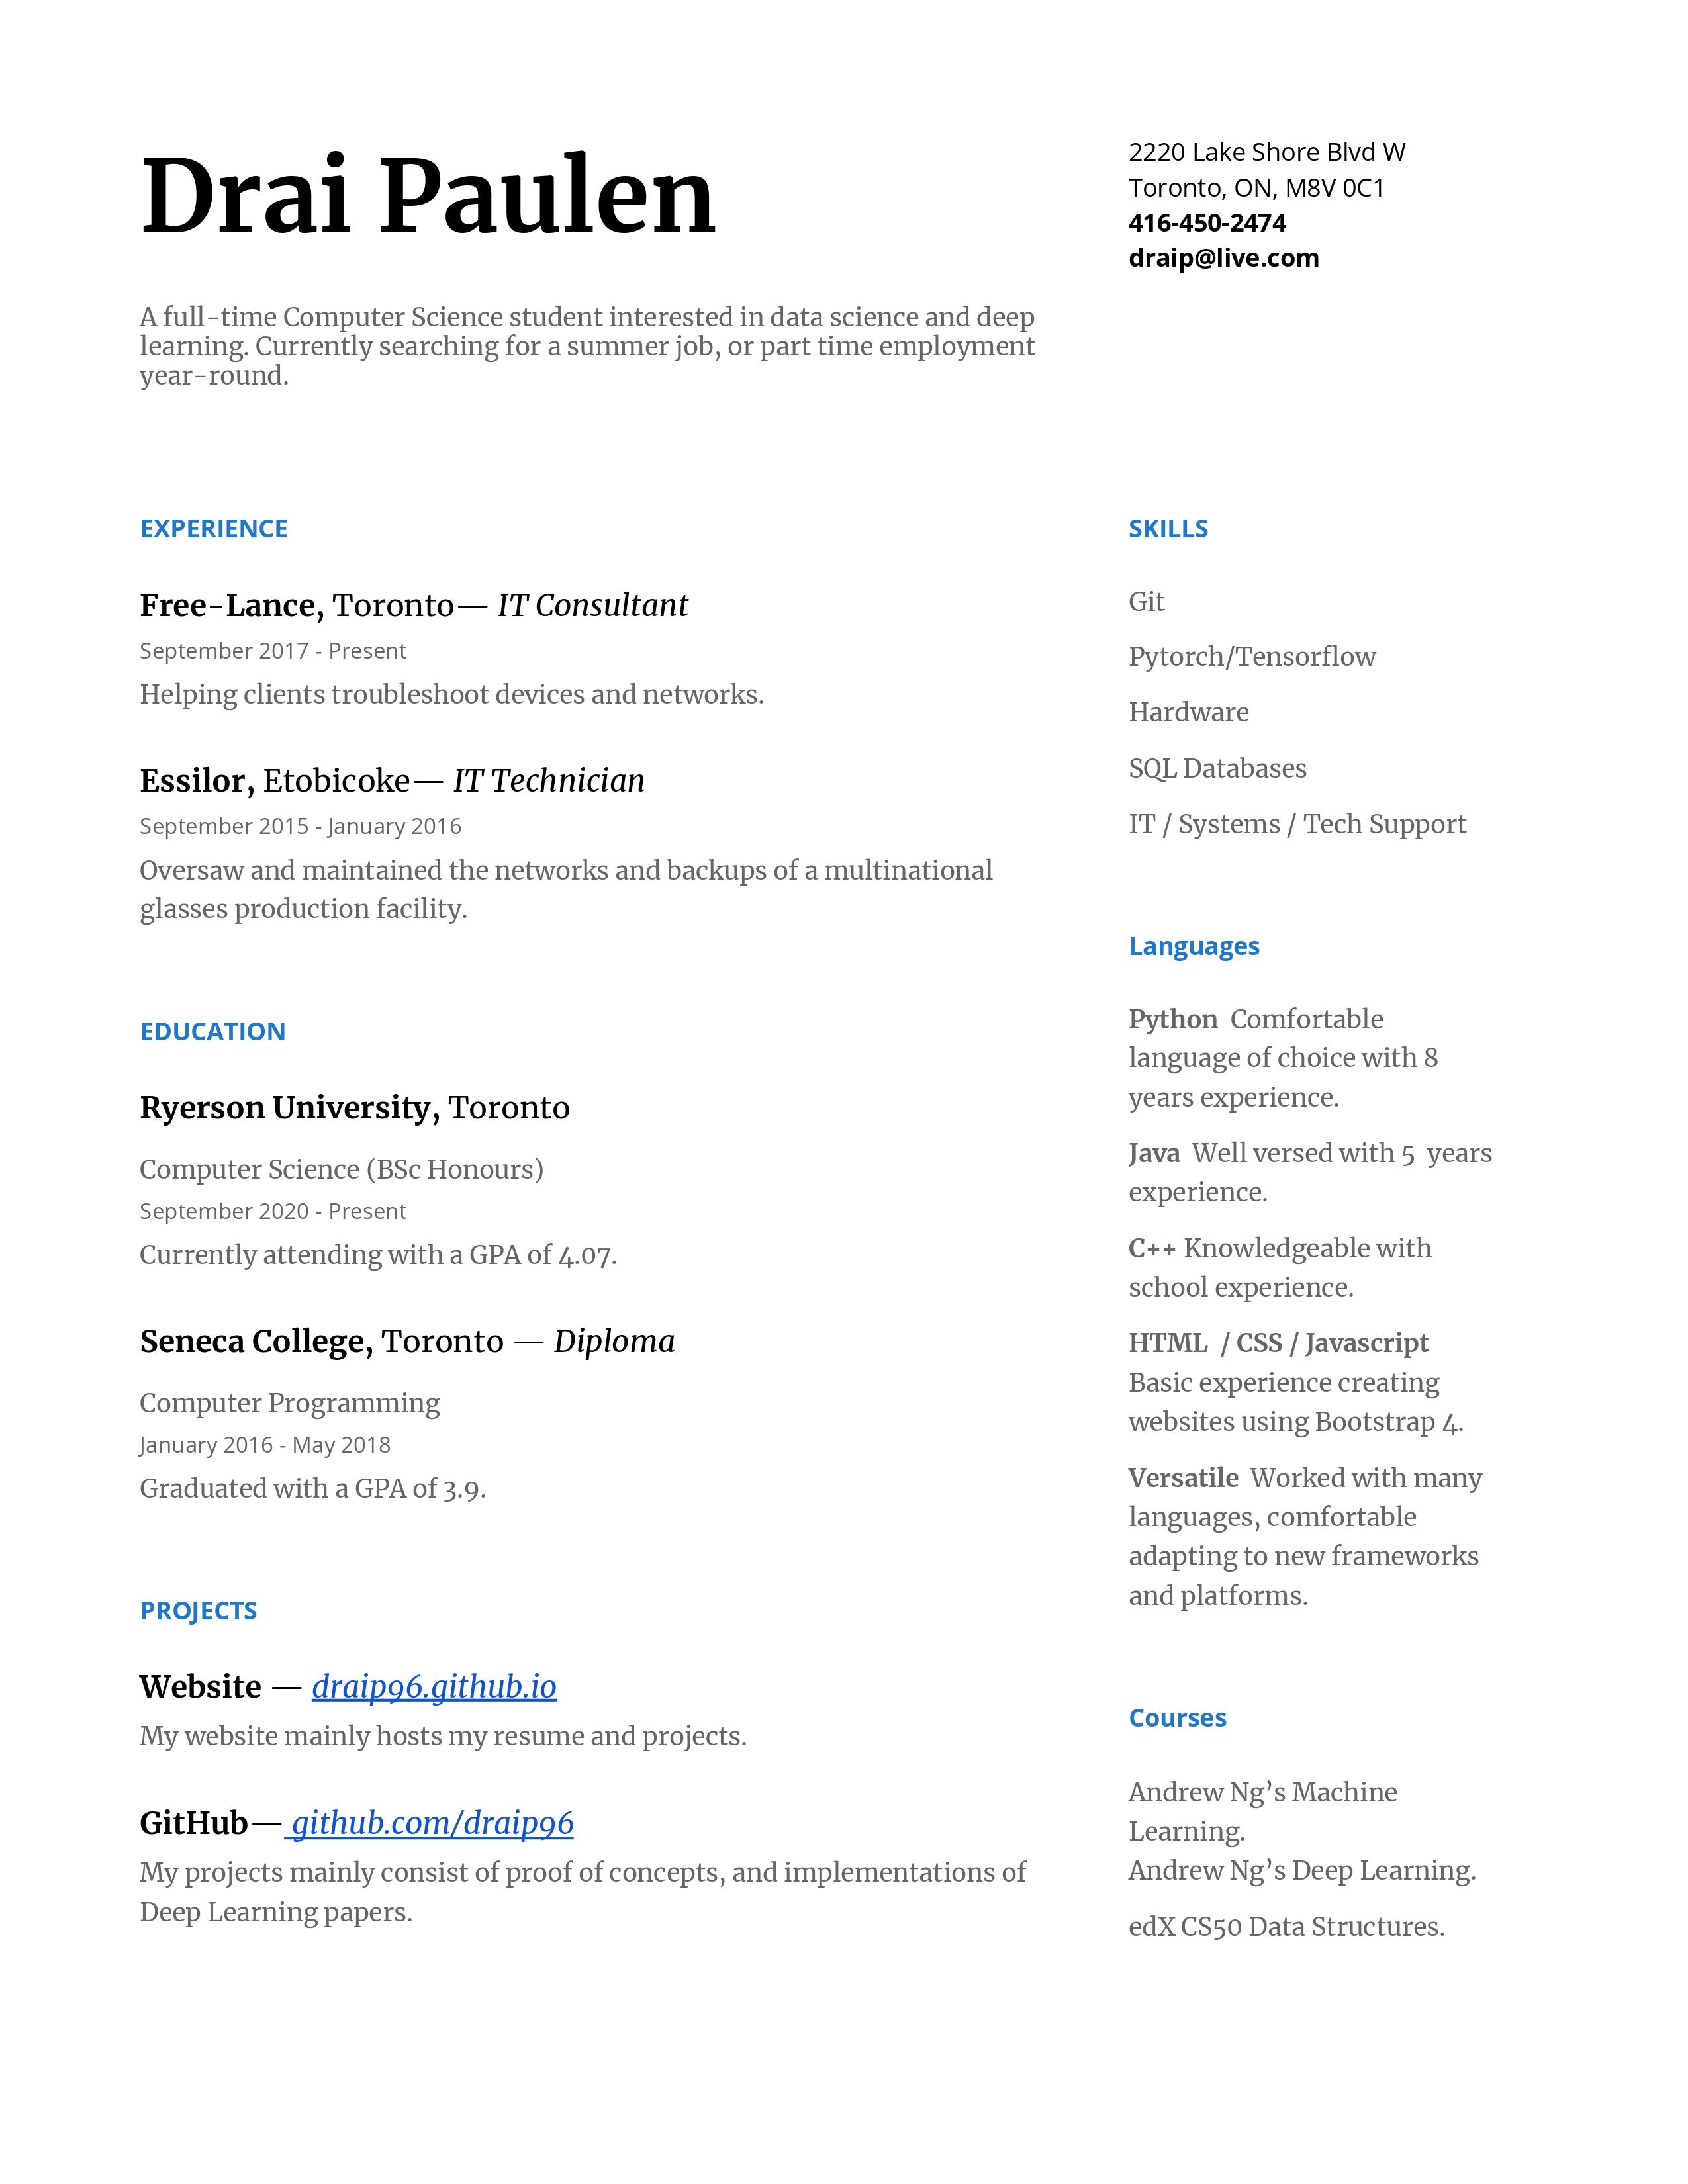 Drai Paulen
A full-time Computer Science student interested in data science and deep
learning. Currently searching for a summer job, or part time employment
year-round.
2220 Lake Shore Blvd W
Toronto, ON, M8V 0C1
416-450-2474
draip@live.com
EXPERIENCE
Free-Lance, Toronto— IT Consultant
September 2017 - Present
Helping clients troubleshoot devices and networks.
Essilor, Etobicoke— IT Technician
September 2015 - January 2016
Oversaw and maintained the networks and backups of a multinational
glasses production facility.
EDUCATION
Ryerson University, Toronto
Computer Science (BSc Honours)
September 2020 - Present
Currently attending with a GPA of 4.07.
Seneca College, Toronto — Diploma
Computer Programming
January 2016 - May 2018
Graduated with a GPA of 3.9.
PROJECTS
Website — draip96.github.io
My website mainly hosts my resume and projects.
GitHub— github.com/draip96
My projects mainly consist of proof of concepts, and implementations of
Deep Learning papers.
SKILLS
Git
Pytorch/Tensorflow
Hardware
SQL Databases
IT / Systems / Tech Support
Languages
Python  Comfortable
language of choice with 8
years experience.
Java  Well versed with 5  years
experience.
C++ Knowledgeable with
school experience.
HTML  / CSS / Javascript
Basic experience creating
websites using Bootstrap 4.
Versatile  Worked with many
languages, comfortable
adapting to new frameworks
and platforms.
Courses
Andrew Ng’s Machine
Learning.
Andrew Ng’s Deep Learning.
edX CS50 Data Structures.